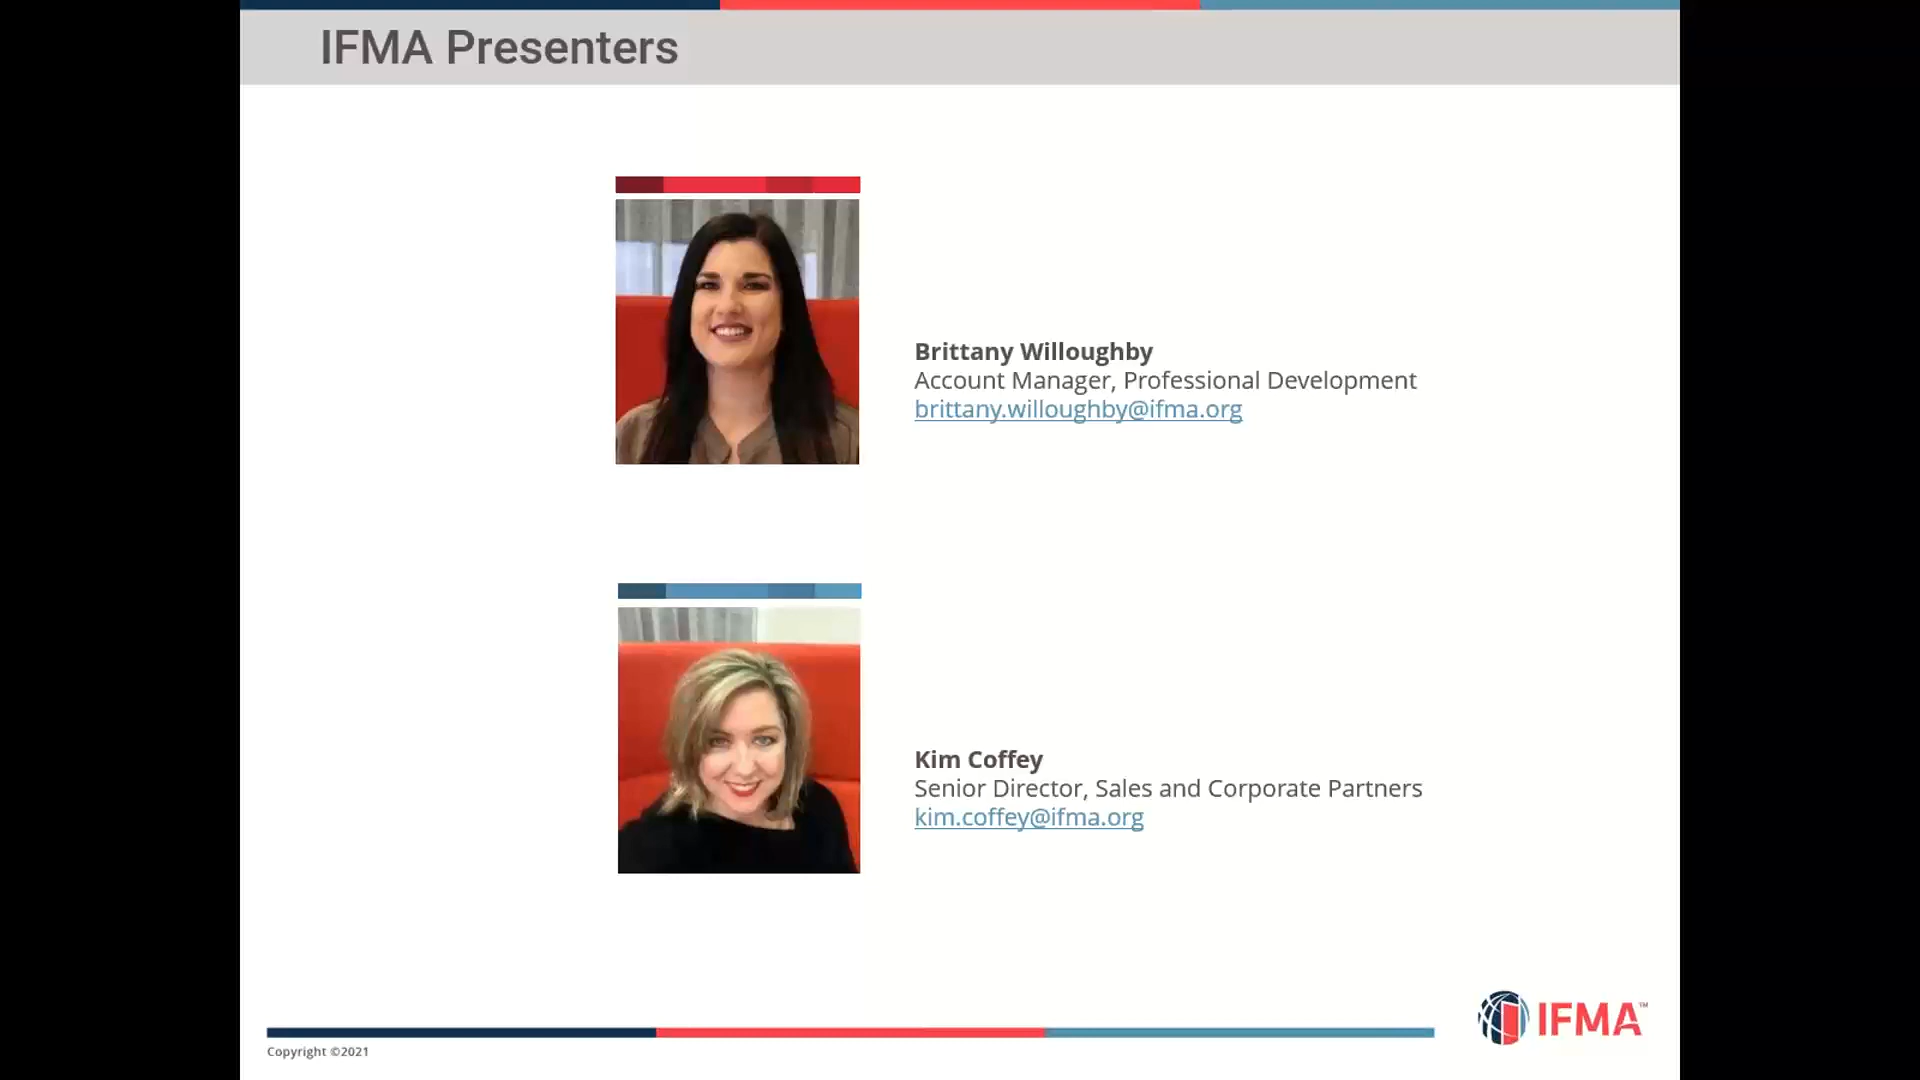 IFMA Presenters
Brittany Willoughby
Account Manager, Professional Development
brittany.willoughby@ifma.org
Kim Coffey
Senior Director, Sales and Corporate Partners
kim.coffey@ifma.org
IFMA™
Copyright ©2021